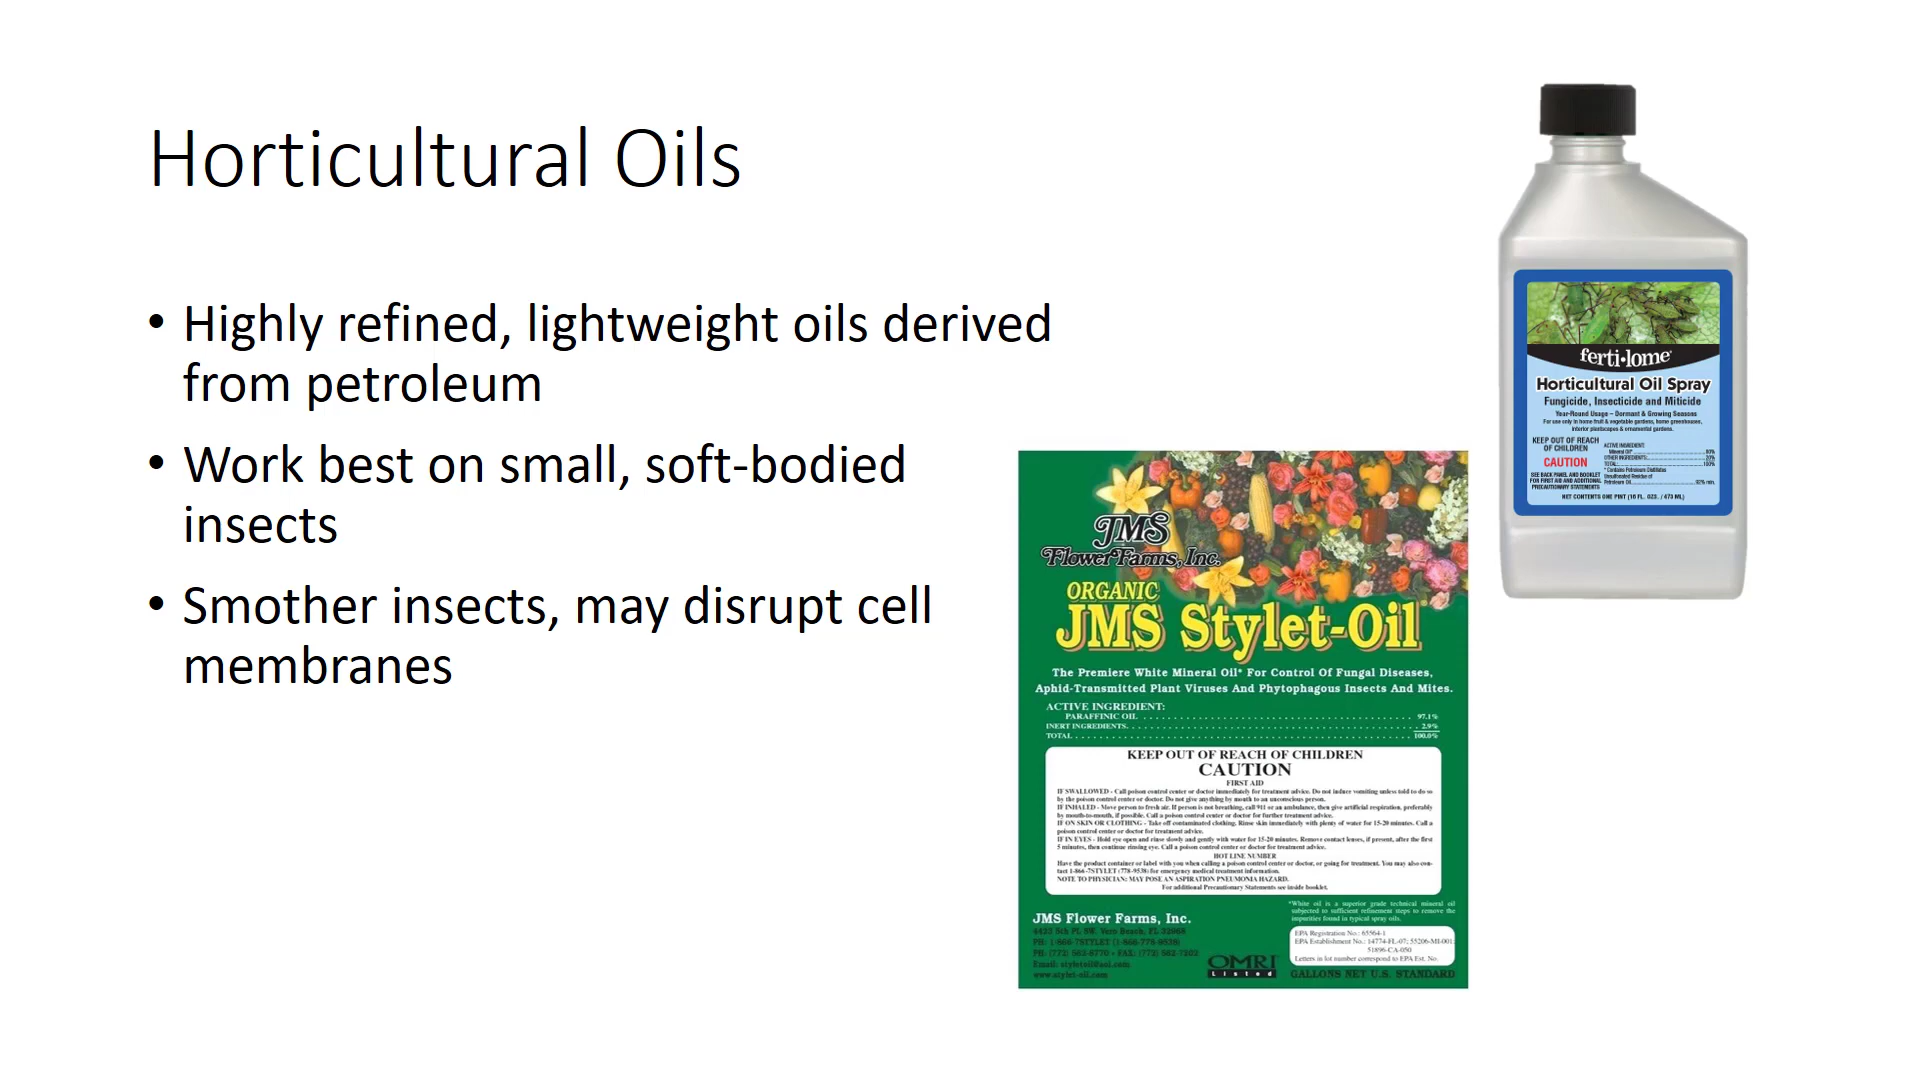 Horticultural Oils
• Highly refined, lightweight oils derived
from petroleum
• Work best on small, soft-bodied
insects
• Smother insects, may disrupt cell
membranes
ferti•lome
Horticultural Oil Spray
Fungicide, Insecticide and Miticide
Year-Round Usage – Dormant & Growing Seasons
For use only in home fruit & vegetable gardens, home greenhouses,
interior plantscapes & ornamental gardens.
KEEP OUT OF REACH
OF CHILDREN
CAUTION
SEE BACK PANEL AND BOOKLET
FOR FIRST AID AND ADDITIONAL
PRECAUTIONARY STATEMENTS
ACTIVE INGREDIENT:
Mineral Oil*
OTHER INGREDIENTS:
TOTAL: 100%
* Contains Petroleum Distillates
Unsulfonated Residue of
Petroleum Oil 92% min.
NET CONTENTS ONE PINT (16 FL. OZS. / 473 ML)
JMS
Flower Farms, Inc.
ORGANIC
JMS Stylet-Oil
The Premiere White Mineral Oil* For Control Of Fungal Diseases,
Aphid-Transmitted Plant Viruses And Phytophagous Insects And Mites.
ACTIVE INGREDIENT:
PARAFFINIC OIL 97.1%
INERT INGREDIENTS 2.9%
TOTAL 100.0%
KEEP OUT OF REACH OF CHILDREN
CAUTION
FIRST AID
IF SWALLOWED - Call poison control center or doctor immediately for treatment advice. Do not induce vomiting unless told to do so
by the poison control center or doctor. Do not give anything by mouth to an unconscious person.
IF INHALED - Move person to fresh air. If person is not breathing, call 911 or an ambulance, then give artificial respiration, preferably
by mouth-to-mouth, if possible. Call a poison control center or doctor for further treatment advice.
IF ON SKIN OR CLOTHING - Take off contaminated clothing. Rinse skin immediately with plenty of water for 15-20 minutes. Call a
poison control center or doctor for treatment advice.
IF IN EYES - Hold eye open and rinse slowly and gently with water for 15-20 minutes. Remove contact lenses, if present, after the first
5 minutes, then continue rinsing eye. Call a poison control center or doctor for treatment advice.
HOT LINE NUMBER
Have the product container or label with you when calling a poison control center or doctor, or going for treatment. You may also con-
tact 1-866-7STYLET (778-9538) for emergency medical treatment information.
NOTE TO PHYSICIAN: MAY POSE AN ASPIRATION PNEUMONIA HAZARD.
For additional Precautionary Statements see inside booklet.
*White oil is a superior grade technical mineral oil
subjected to sufficient refinement steps to remove the
impurities found in typical spray oils.
JMS Flower Farms, Inc.
4423 5th PL SW. Vero Beach, FL 32968
PH: 1-866-7STYLET (1-866-778-9538)
FAX: (772) 562-7202
www.stylet-oil.com
OMRI
Listed
EPA Registration No.: 65564-1
EPA Establishment No.: 14774-FL-07; 55206-MI-001;
51896-CA-050
Letters in lot number correspond to EPA Est. No.
GALLONS NET U.S. STANDARD